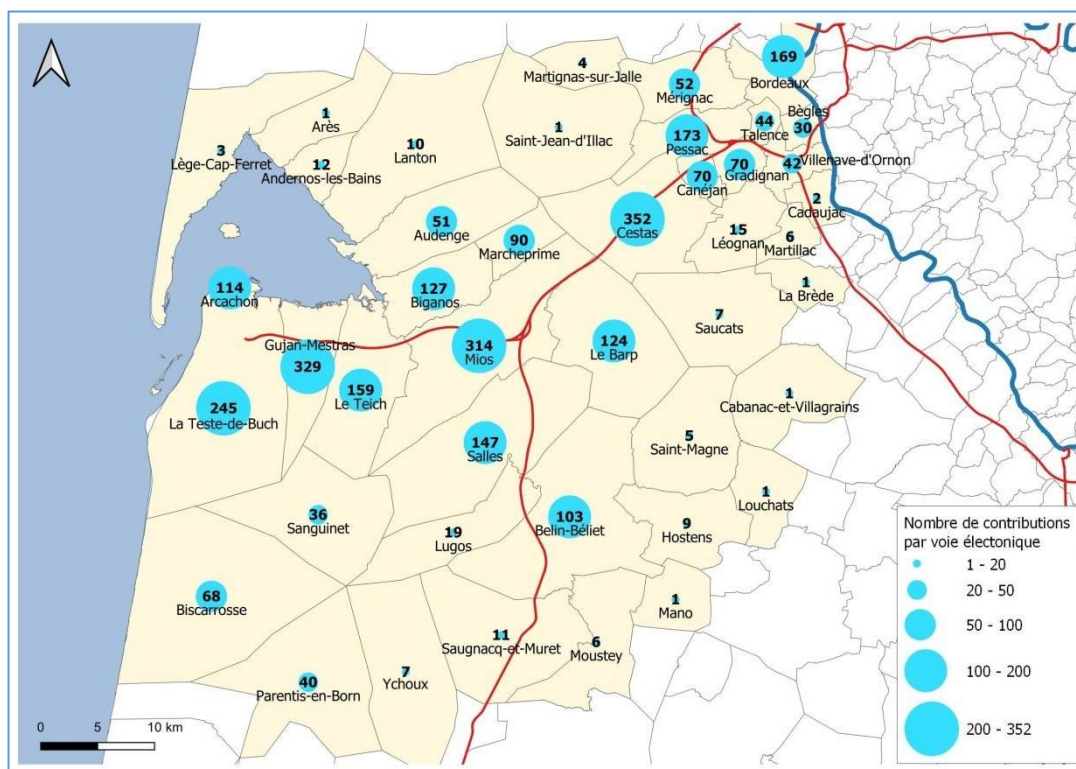 4
Martignas-sur-Jalle
169
Bordeaux
52
Mérignac
1
Arès
3
Lège-Cap-Ferret
12
Andernos-les-Bains
10
Lanton
1
Saint-Jean-d'Illac
44
Talence
Bègles
30
173
Pessac
70
Gradignan
42
Villenave-d'Ornon
70
Canéjan
2
Cadaujac
352
Cestas
15
Léognan
6
Martillac
51
Audenge
90
Marcheprime
1
La Brède
114
Arcachon
127
Biganos
7
Saucats
314
Mios
124
Le Barp
Gujan-Mestras
329
159
Le Teich
245
La Teste-de-Buch
1
Cabanac-et-Villagrains
147
Salles
5
Saint-Magne
1
Louchats
36
Sanguinet
19
Lugos
103
Belin-Béliet
9
Hostens
68
Biscarrosse
1
Mano
11
Saugnacq-et-Muret
6
Moustey
40
Parentis-en-Born
7
Ychoux
0 5 10 km
Nombre de contributions
par voie électonique
1 - 20
20 - 50
50 - 100
100 - 200
200 - 352